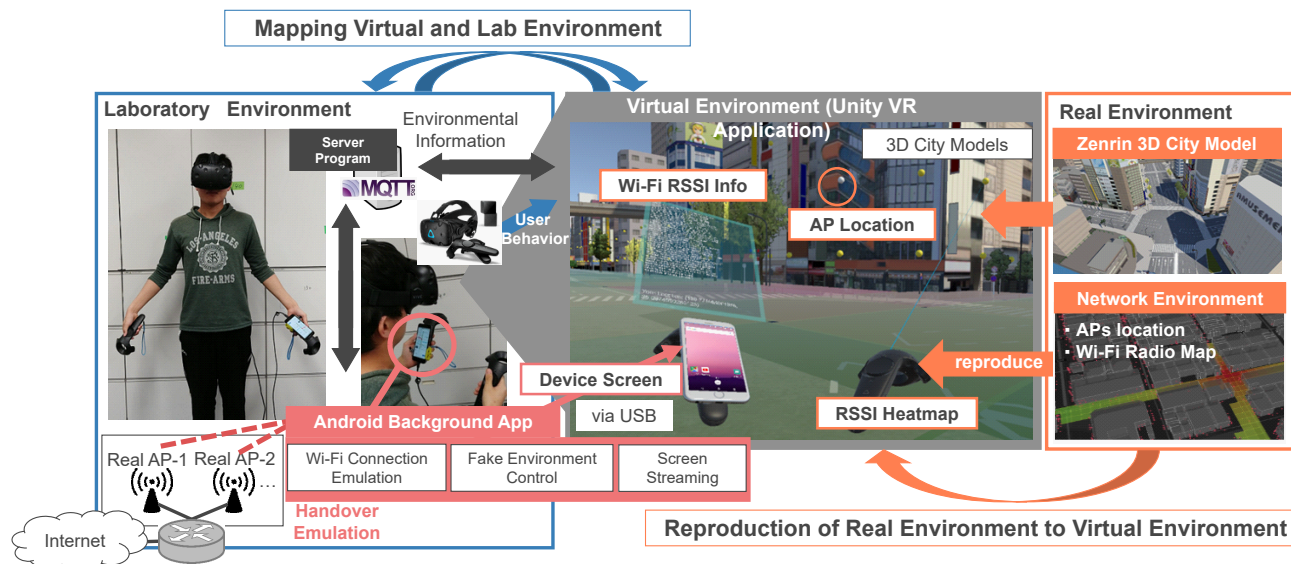 Mapping Virtual and Lab Environment
Laboratory Environment
Server
Program
MQTT
.ORG
Environmental
Information
User
Behavior
Virtual Environment (Unity VR
Application)
3D City Models
Wi-Fi RSSI Info
AP Location
Device Screen
via USB
RSSI Heatmap
Real Environment
Zenrin 3D City Model
AMUSEMEN
Network Environment
・APs location
・Wi-Fi Radio Map
reproduce
LOS-ANGELES
FIRE-ARMS
Android Background App
Wi-Fi Connection
Emulation
Fake Environment
Control
Screen
Streaming
Handover
Emulation
Real AP-1
Real AP-2
...
Internet
Reproduction of Real Environment to Virtual Environment